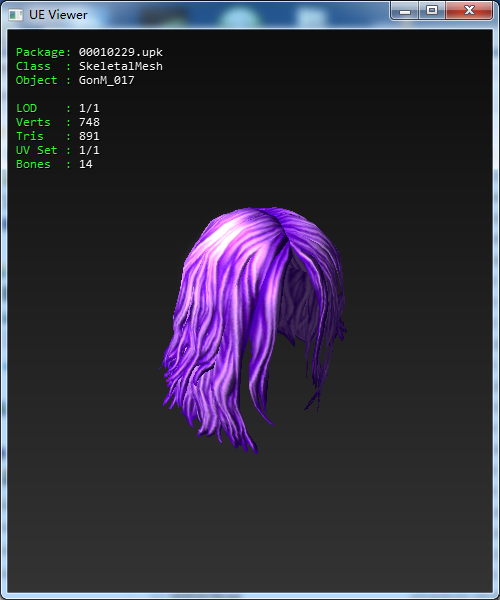 UE Viewer
Package: 00010229.upk
Class : SkeletalMesh
Object : GonM_017
LOD : 1/1
Verts : 748
Tris : 891
UV Set : 1/1
Bones : 14